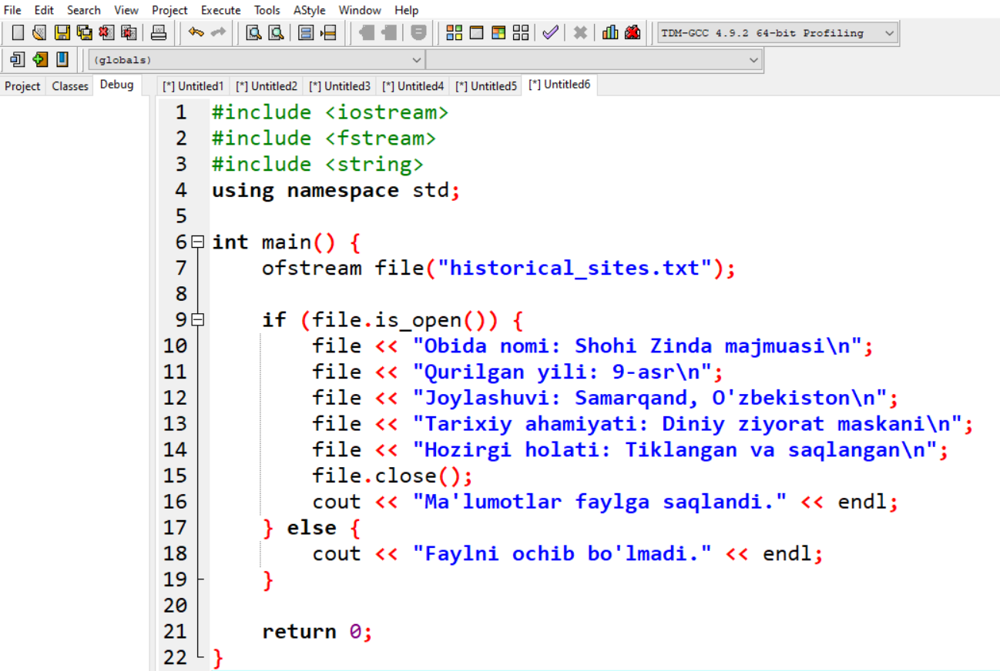 File Edit Search View Project Execute Tools AStyle Window Help
TDM-GCC 4.9.2 64-bit Profiling
(globals)
Project Classes Debug [*] Untitled1 [*] Untitled2 [*] Untitled3 [*] Untitled4 [*] Untitled5 [*] Untitled6
1 #include <iostream>
2 #include <fstream>
3 #include <string>
4 using namespace std;
5
6 int main() {
7 ofstream file("historical_sites.txt");
8
9 if (file.is_open()) {
10 file << "Obida nomi: Shohi Zinda majmuasi\n";
11 file << "Qurilgan yili: 9-asr\n";
12 file << "Joylashuvi: Samarqand, O'zbekiston\n";
13 file << "Tarixiy ahamiyati: Diniy ziyorat maskani\n";
14 file << "Hozirgi holati: Tiklangan va saqlangan\n";
15 file.close();
16 cout << "Ma'lumotlar faylga saqlandi." << endl;
17 } else {
18 cout << "Faylni ochib bo'lmadi." << endl;
19 }
20
21 return 0;
22 }